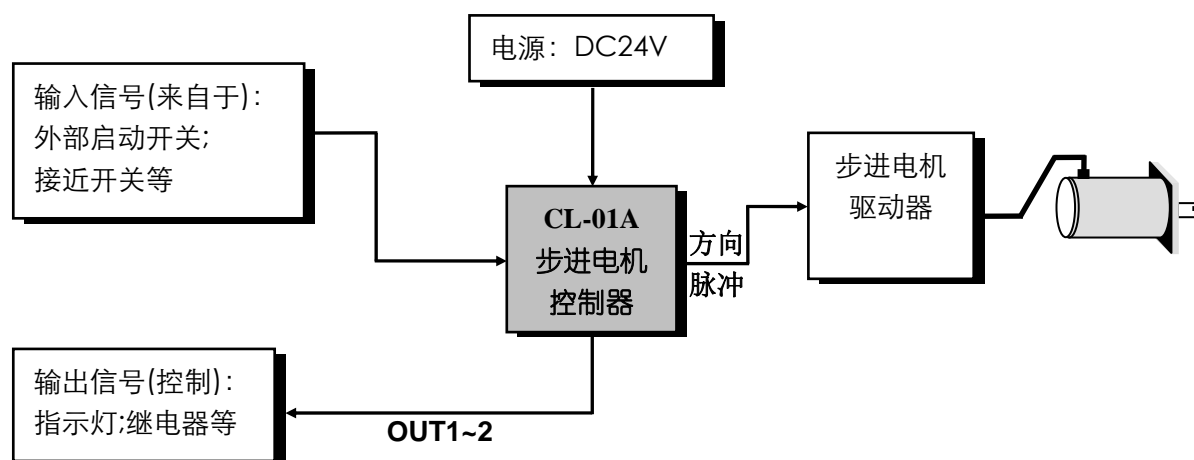 电源：DC24V
输入信号(来自于)：
外部启动开关;
接近开关等
步进电机
驱动器
CL-01A
步进电机
控制器
方向
脉冲
输出信号(控制)：
指示灯;继电器等
OUT1~2